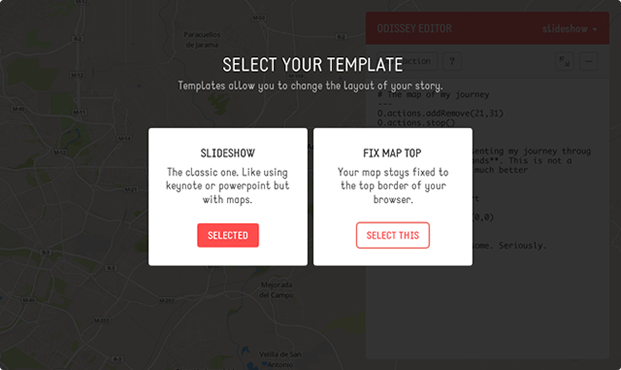 Paracuellos
de Jarama
ODISSEY EDITOR
slideshow
SELECT YOUR TEMPLATE
action
?
Templates allow you to change the layout of your story.
# The map of my journey
---
O.actions.addRemove(21,31)
O.actions.stop()
SLIDESHOW
The classic one. Like using
keynote or powerpoint but
with maps.
SELECTED
FIX MAP TOP
Your map stays fixed to
the top border of your
browser.
SELECT THIS
enting my journey throug
ands**. This is not a
much better
,0)
ome. Seriously.
Mejorada
del Campo
Velilla de San
Antonio